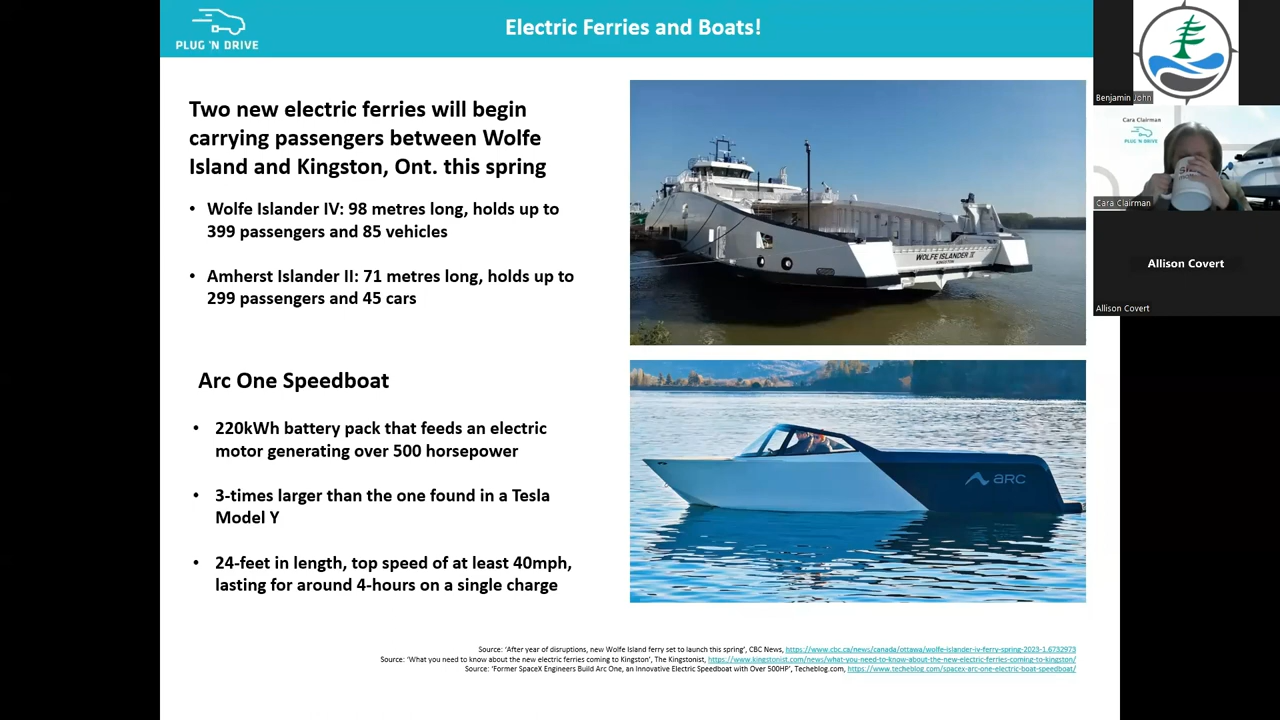 PLUG 'N DRIVE
Electric Ferries and Boats!
Two new electric ferries will begin
carrying passengers between Wolfe
Island and Kingston, Ont. this spring
• Wolfe Islander IV: 98 metres long, holds up to
399 passengers and 85 vehicles
• Amherst Islander II: 71 metres long, holds up to
299 passengers and 45 cars
WOLFE ISLANDER IV
KINGSTON
Arc One Speedboat
• 220kWh battery pack that feeds an electric
motor generating over 500 horsepower
• 3-times larger than the one found in a Tesla
Model Y
• 24-feet in length, top speed of at least 40mph,
lasting for around 4-hours on a single charge
ARC
Source: 'After year of disruptions, new Wolfe Island ferry set to launch this spring', CBC News, https://www.cbc.ca/news/canada/ottawa/wolfe-islander-iv-ferry-spring-2023-1.6732973
Source: 'What you need to know about the new electric ferries coming to Kingston', The Kingstonist, https://www.kingstonist.com/news/what-you-need-to-know-about-the-new-electric-ferries-coming-to-kingston/
Source: 'Former SpaceX Engineers Build Arc One, an Innovative Electric Speedboat with Over 500HP', Techeblog.com, https://www.techeblog.com/spacex-arc-one-electric-boat-speedboat/
Benjamin John
Cara Clairman
PLUG 'N DRIVE
Cara Clairman
Allison Covert
Allison Covert